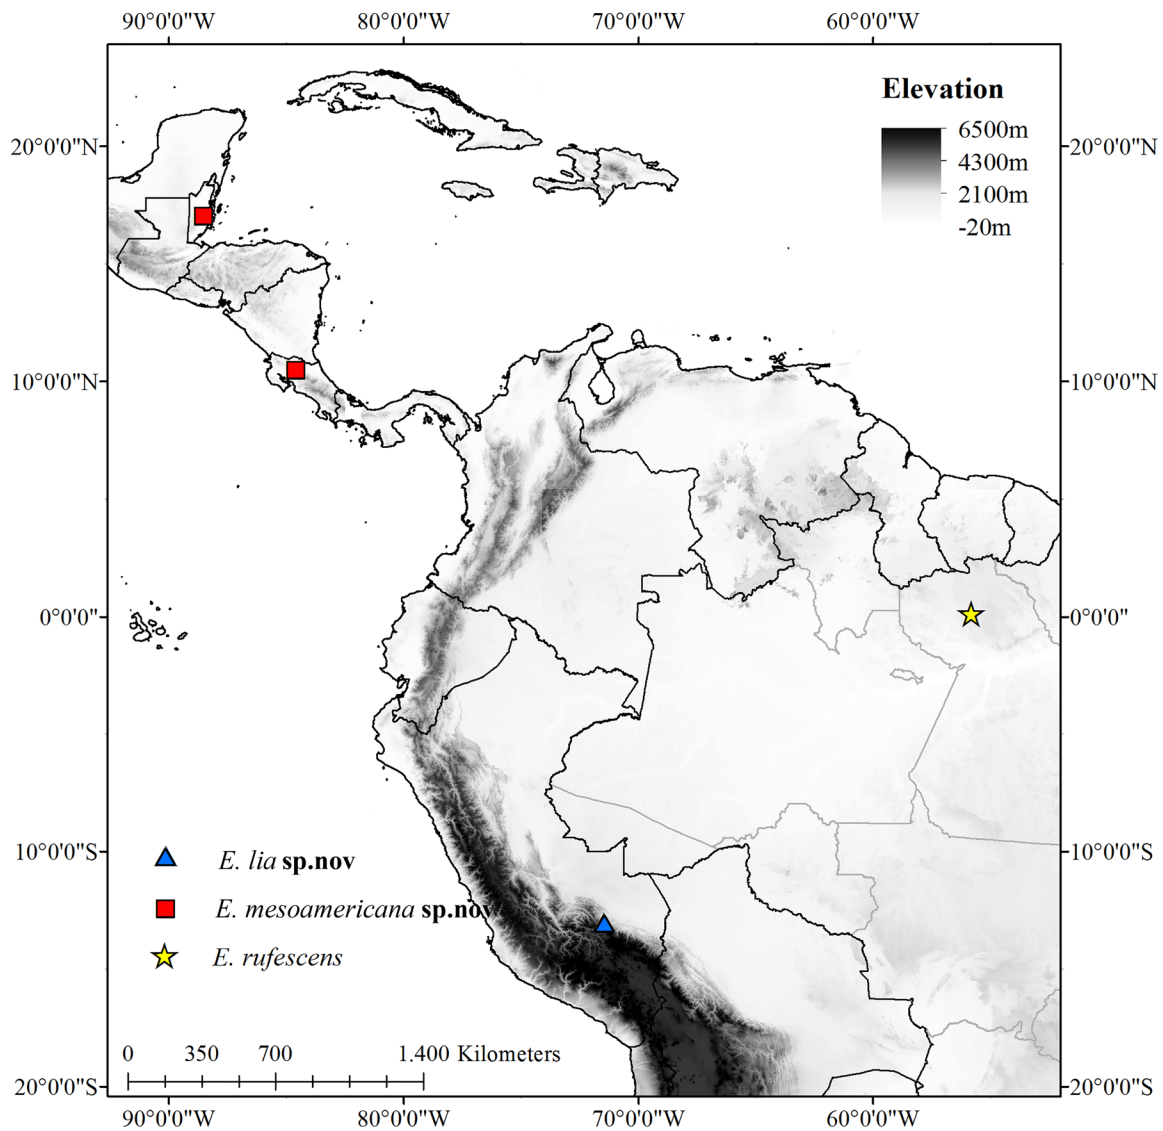 90°0'0"W 80°0'0"W 70°0'0"W 60°0'0"W
Elevation
6500m
4300m
2100m
-20m
20°0'0"N 20°0'0"N
10°0'0"N 10°0'0"N
0°0'0" 0°0'0"
10°0'0"S 10°0'0"S
E. lia sp.nov
E. mesoamericana sp.nov
E. rufescens
0 350 700 1.400 Kilometers
20°0'0"S 20°0'0"S
90°0'0"W 80°0'0"W 70°0'0"W 60°0'0"W